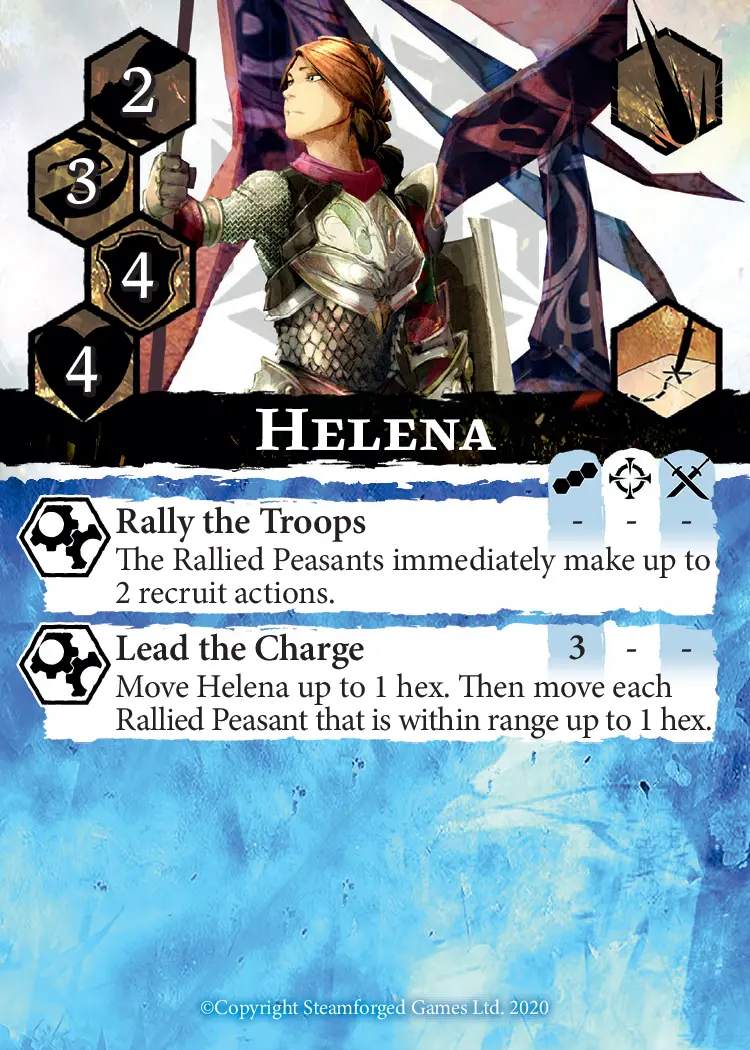 2
3
4
4
HELENA
Rally the Troops - - -
The Rallied Peasants immediately make up to
2 recruit actions.
Lead the Charge 3 - -
Move Helena up to 1 hex. Then move each
Rallied Peasant that is within range up to 1 hex.
©Copyright Steamforged Games Ltd. 2020